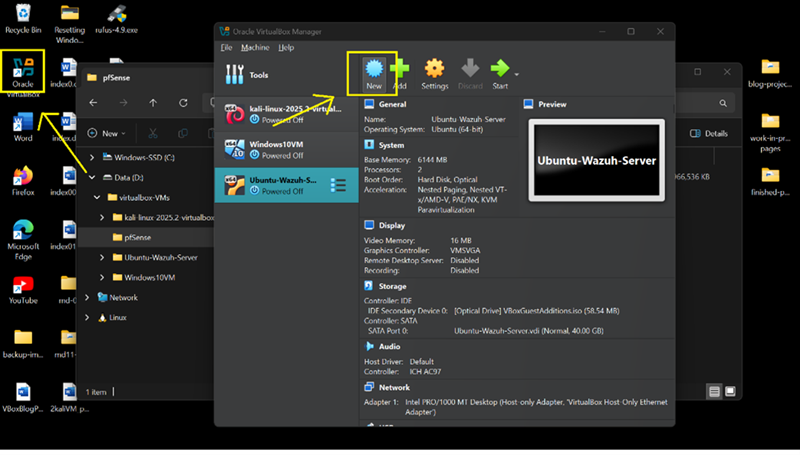 Recycle Bin
Resetting Windo...
rufus-4.9.exe
Oracle VirtualBox
index0.c
Word
index.d
Firefox
index0
Microsoft Edge
index01
YouTube
md-0
backup-im...
md11-
VBoxBlogP...
2kaliVM_p...
blog-projec...
work-in-pr... pages
finished-p...
pfSense
New
Details
Windows-SSD (C:)
Data (D:)
virtualbox-VMs
kali-linux-2025.2-virtualbox
pfSense
Ubuntu-Wazuh-Server
Windows10VM
Network
Linux
1 item
966,536 KB
Oracle VirtualBox Manager
File Machine Help
Tools
New
Add
Settings
Discard
Start
kali-linux-2025.2-virtual...
Powered Off
Windows10VM
Powered Off
Ubuntu-Wazuh-S...
Powered Off
General
Name: Ubuntu Wazuh Server
Operating System: Ubuntu (64-bit)
System
Base Memory: 6144 MB
Processors: 2
Boot Order: Hard Disk, Optical
Acceleration: Nested Paging, Nested VT-
x/AMD-V, PAE/NX, KVM
Paravirtualization
Preview
Ubuntu-Wazuh-Server
Display
Video Memory: 16 MB
Graphics Controller: VMSVGA
Remote Desktop Server: Disabled
Recording: Disabled
Storage
Controller: IDE
IDE Secondary Device 0: [Optical Drive] VBoxGuestAdditions.iso (58.54 MB)
Controller: SATA
SATA Port 0: Ubuntu-Wazuh-Server.vdi (Normal, 40.00 GB)
Audio
Host Driver: Default
Controller: ICH AC97
Network
Adapter 1: Intel PRO/1000 MT Desktop (Host-only Adapter, 'VirtualBox Host-Only Ethernet
Adapter')